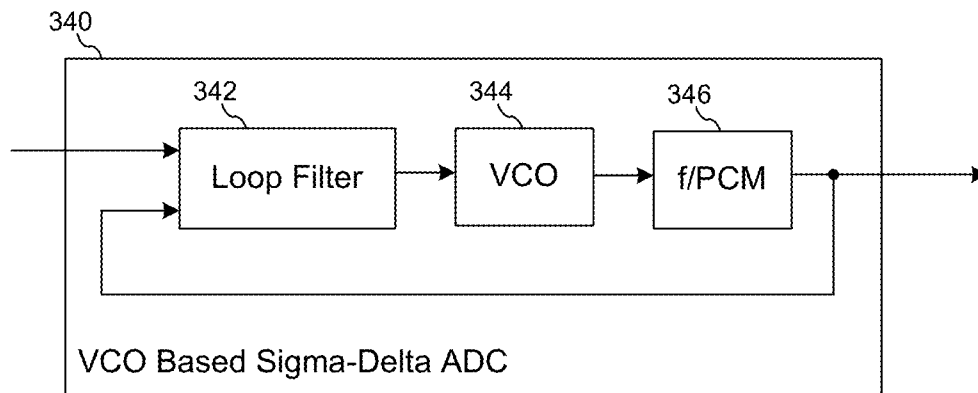 340
342
344
346
Loop Filter
VCO
f/PCM
VCO Based Sigma-Delta ADC